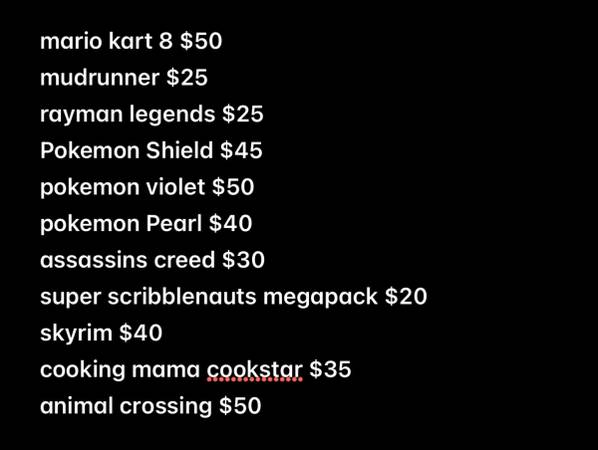 mario kart 8 $50
mudrunner $25
rayman legends $25
Pokemon Shield $45
pokemon violet $50
pokemon Pearl $40
assassins creed $30
super scribblenauts megapack $20
skyrim $40
cooking mama cookstar $35
animal crossing $50